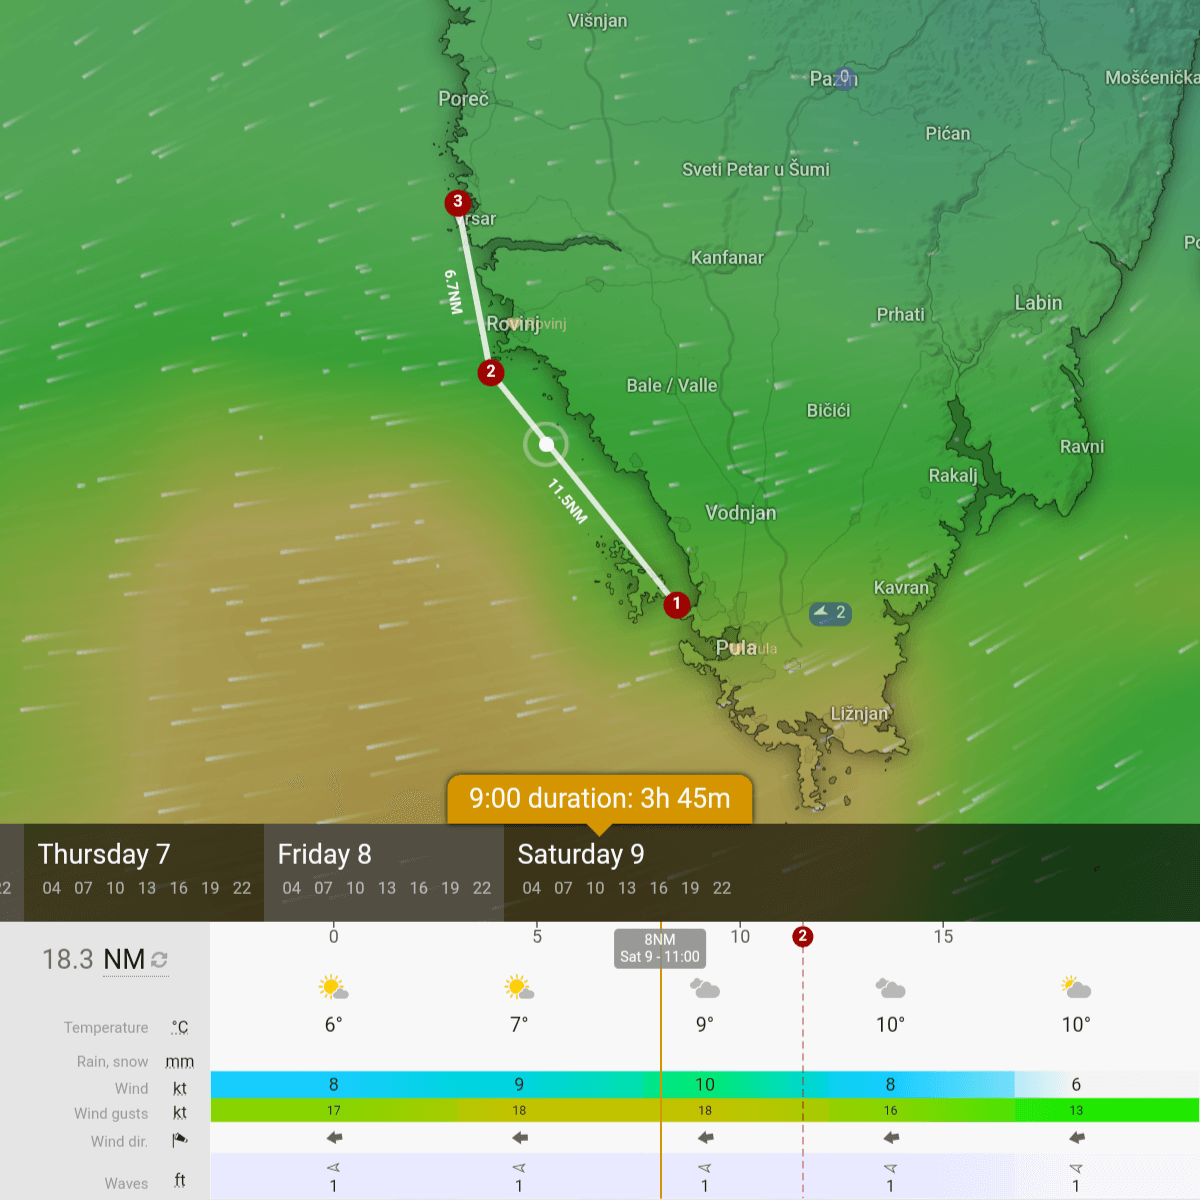 Višnjan
Pazin
0
Mošćenička
Poreč
Pićan
Sveti Petar u Šumi
3
rsar
Kanfanar
6.7NM
Labin
Prhati
Rovinj
Rovinj
2
Bale / Valle
Bičići
Ravni
Rakalj
11.5NM
Vodnjan
Kavran
1
2
Pula
Ližnjan
9:00 duration: 3h 45m
Thursday 7
Friday 8
Saturday 9
22
04 07 10 13 16 19 22
04 07 10 13 16 19 22
04 07 10 13 16 19 22
18.3 NM
0 5 10 2 15
8NM
Sat 9 - 11:00
Temperature °C 6° 7° 9° 10° 10°
Rain, snow mm
Wind kt 8 9 10 8 6
Wind gusts kt 17 18 18 16 13
Wind dir.
Waves ft 1 1 1 1 1